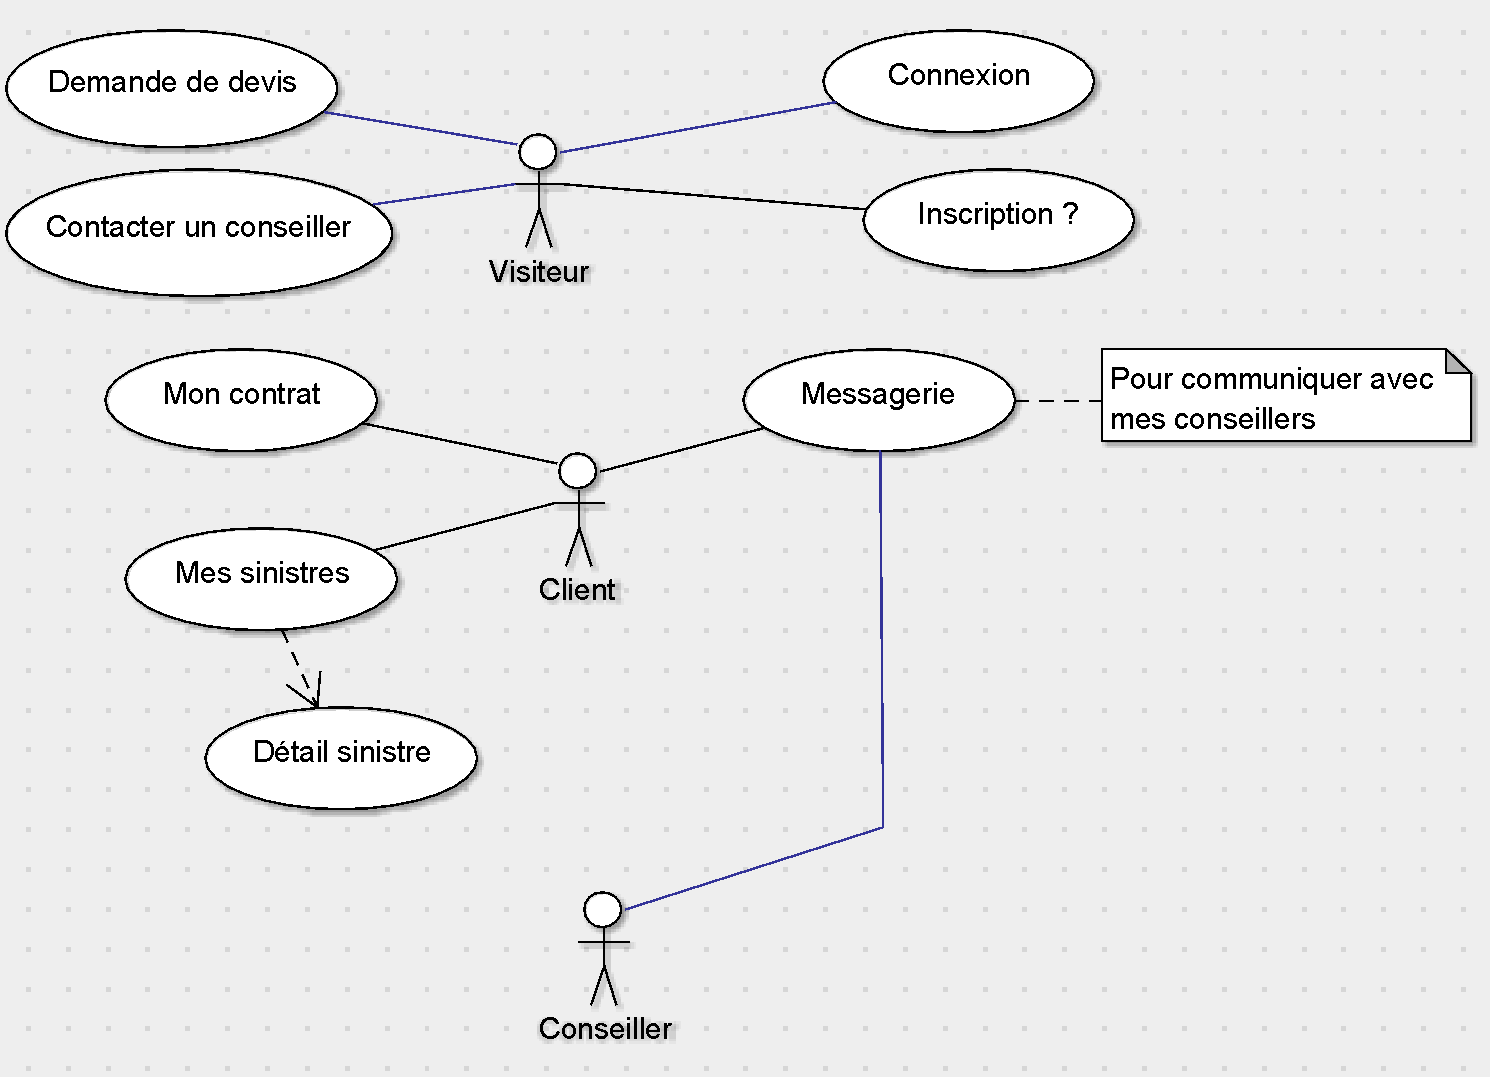 Demande de devis
Connexion
Contacter un conseiller
Inscription ?
Visiteur
Mon contrat
Messagerie
Pour communiquer avec
mes conseillers
Mes sinistres
Client
Détail sinistre
Conseiller